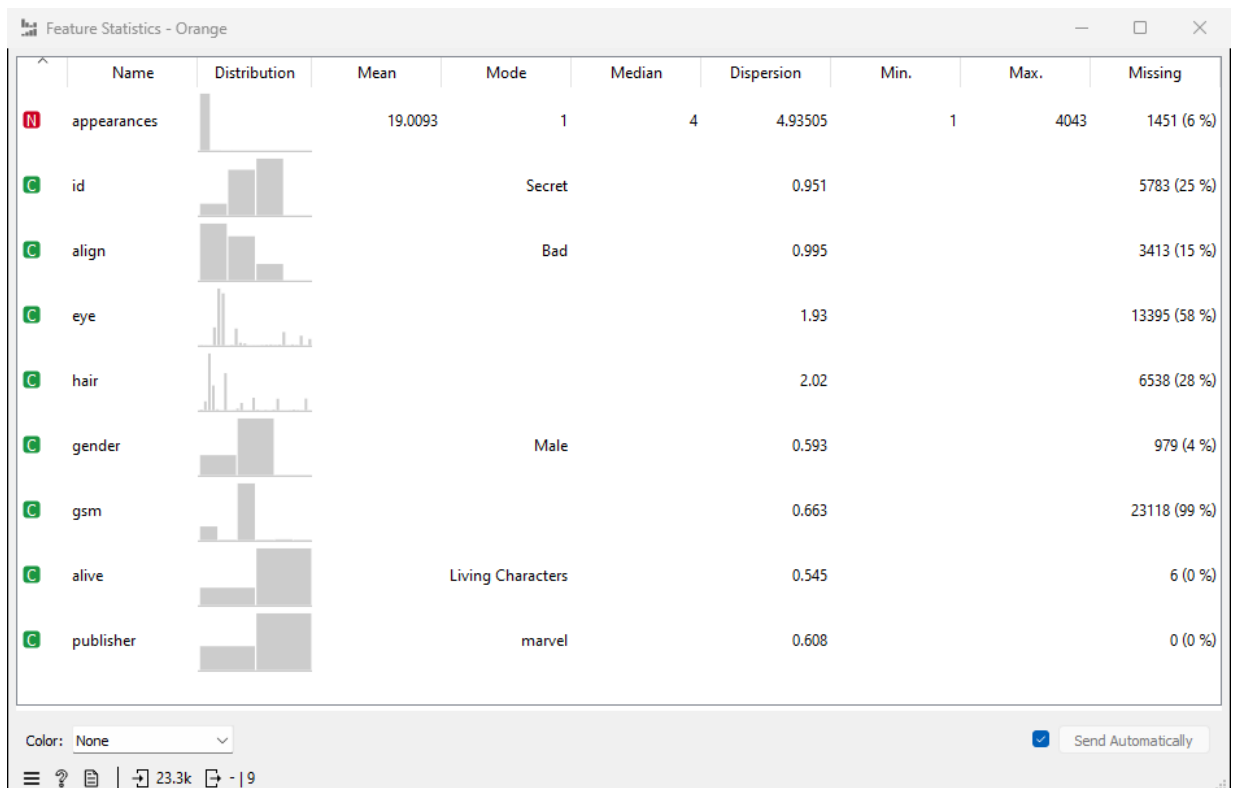 Feature Statistics - Orange
Name Distribution Mean Mode Median Dispersion Min. Max. Missing
N appearances 19.0093 1 4 4.93505 1 4043 1451 (6 %)
C id Secret 0.951 5783 (25 %)
C align Bad 0.995 3413 (15 %)
C eye 1.93 13395 (58 %)
C hair 2.02 6538 (28 %)
C gender Male 0.593 979 (4 %)
C gsm 0.663 23118 (99 %)
C alive Living Characters 0.545 6 (0 %)
C publisher marvel 0.608 0 (0 %)
Color: None Send Automatically
? 23.3k - | 9